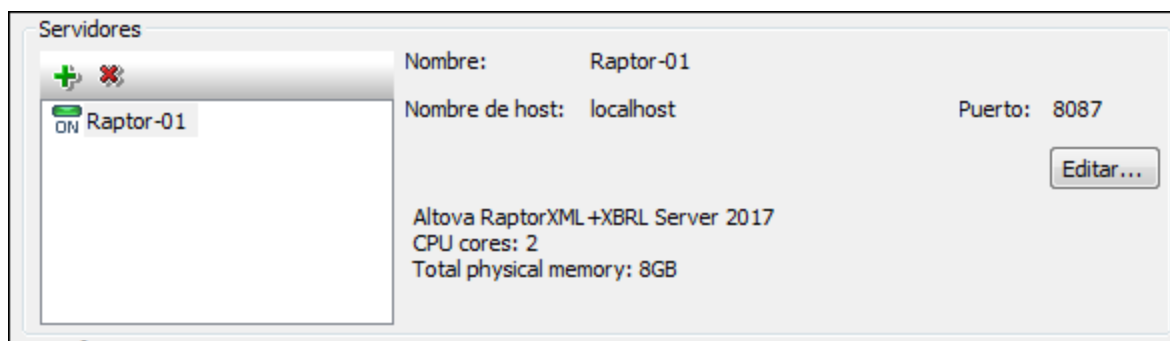 Servidores
Nombre: Raptor-01
ON Raptor-01
Nombre de host: localhost Puerto: 8087
Editar...
Altova RaptorXML+XBRL Server 2017
CPU cores: 2
Total physical memory: 8GB